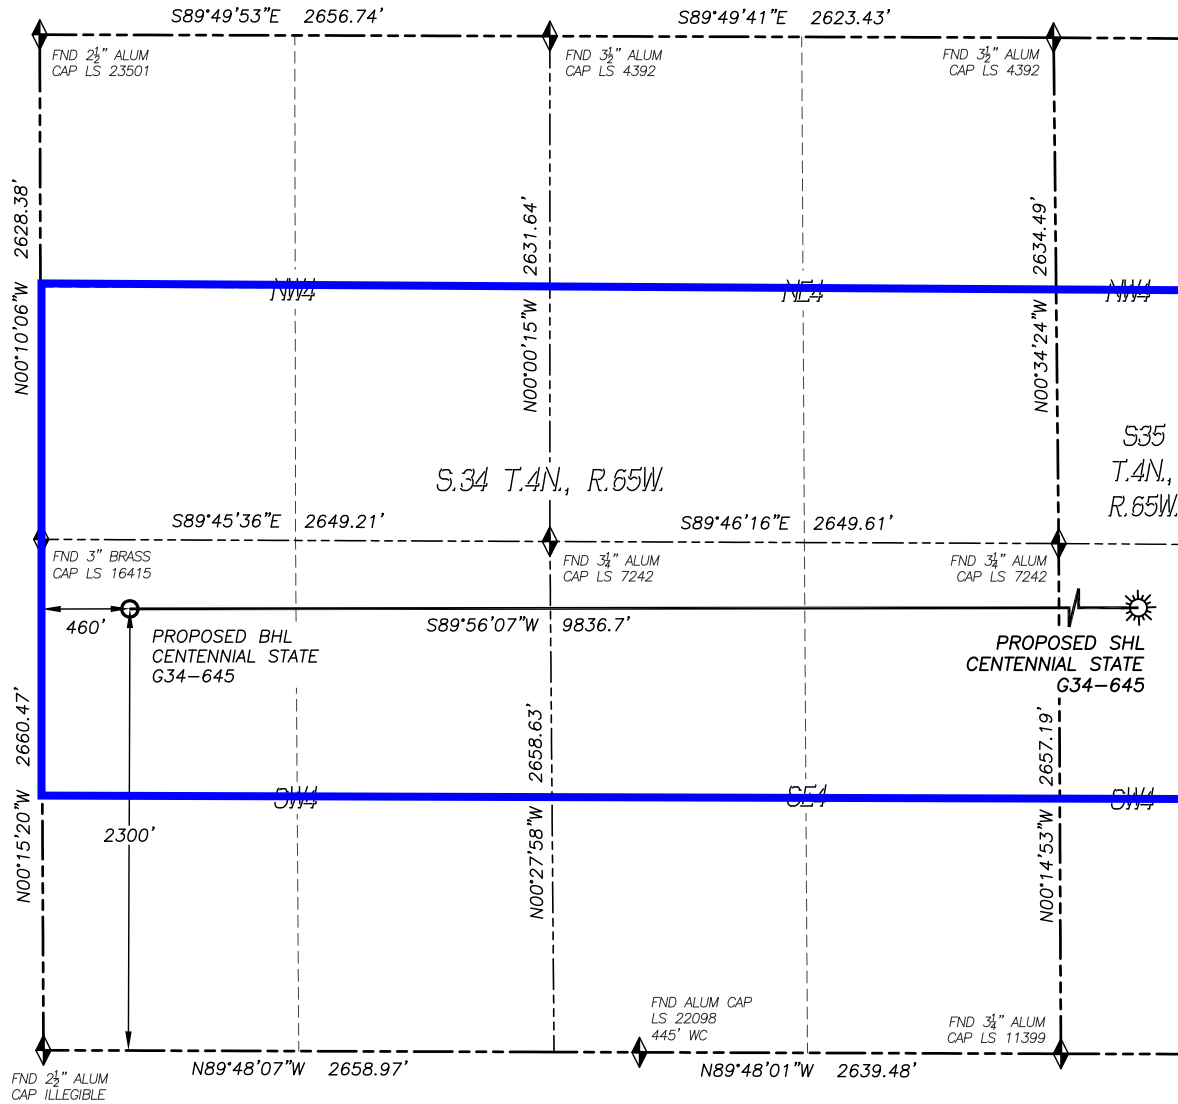 S89°49'53"E 2656.74'
S89°49'41"E 2623.43'
FND 2½" ALUM
CAP LS 23501
FND 3½" ALUM
CAP LS 4392
FND 3½" ALUM
CAP LS 4392
N00°10'06"W 2628.38'
N00°00'15"W 2631.64'
N00°34'24"W 2634.49'
NW4
NE4
NW4
S.34 T.4N., R.65W.
S35
T.4N.,
R.65W.
S89°45'36"E 2649.21'
S89°46'16"E 2649.61'
FND 3" BRASS
CAP LS 16415
FND 3¼" ALUM
CAP LS 7242
FND 3¼" ALUM
CAP LS 7242
460'
S89°56'07"W 9836.7'
PROPOSED BHL
CENTENNIAL STATE
G34-645
PROPOSED SHL
CENTENNIAL STATE
G34-645
N00°15'20"W 2660.47'
N00°27'58"W 2658.63'
N00°14'53"W 2657.19'
SW4
SE4
SW4
2300'
FND ALUM CAP
LS 22098
445' WC
FND 3¼" ALUM
CAP LS 11399
N89°48'07"W 2658.97'
N89°48'01"W 2639.48'
FND 2½" ALUM
CAP ILLEGIBLE